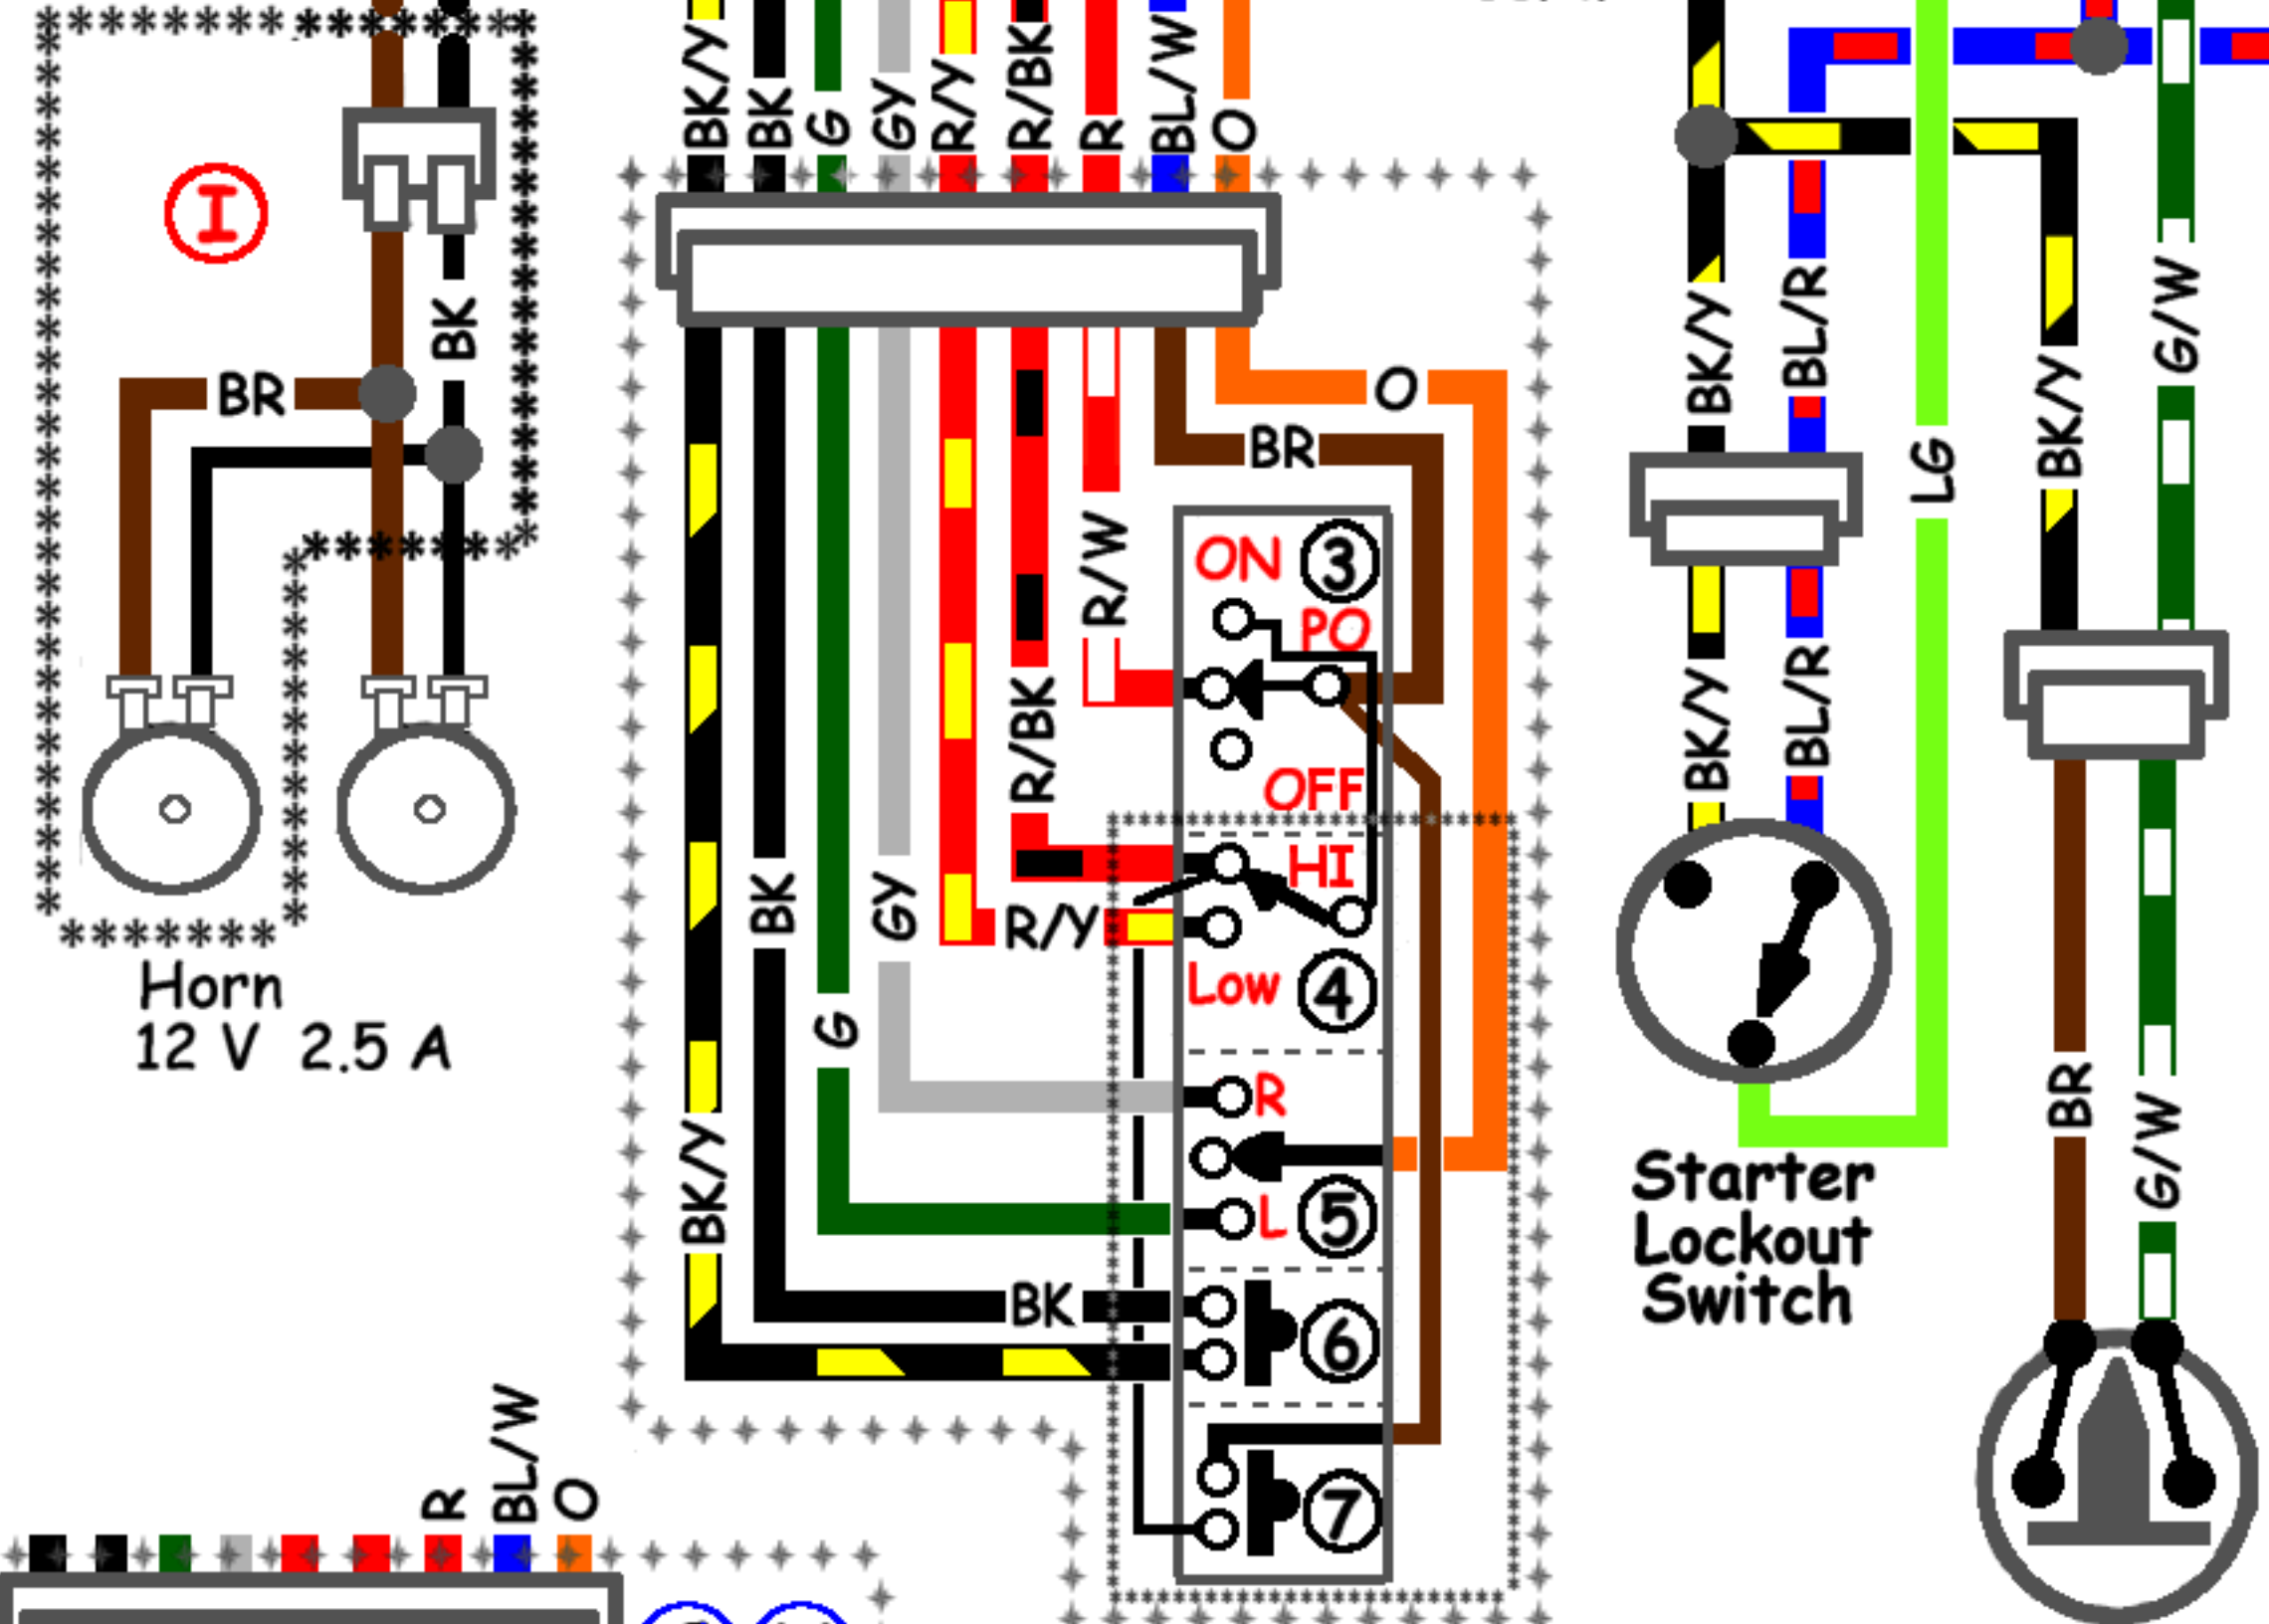 BK/Y
BK
G
GY
R/Y
R/BK
R
BL/W
O
I
BK
BR
O
BR
R/W
ON
3
PO
OFF
R/BK
HI
R/Y
Low
4
BK
GY
G
R
L
5
BK/Y
BK
6
7
Horn
12 V 2.5 A
R
BL/W
O
BK/Y
BL/R
LG
BK/Y
G/W
BK/Y
BL/R
BR
G/W
Starter
Lockout
Switch